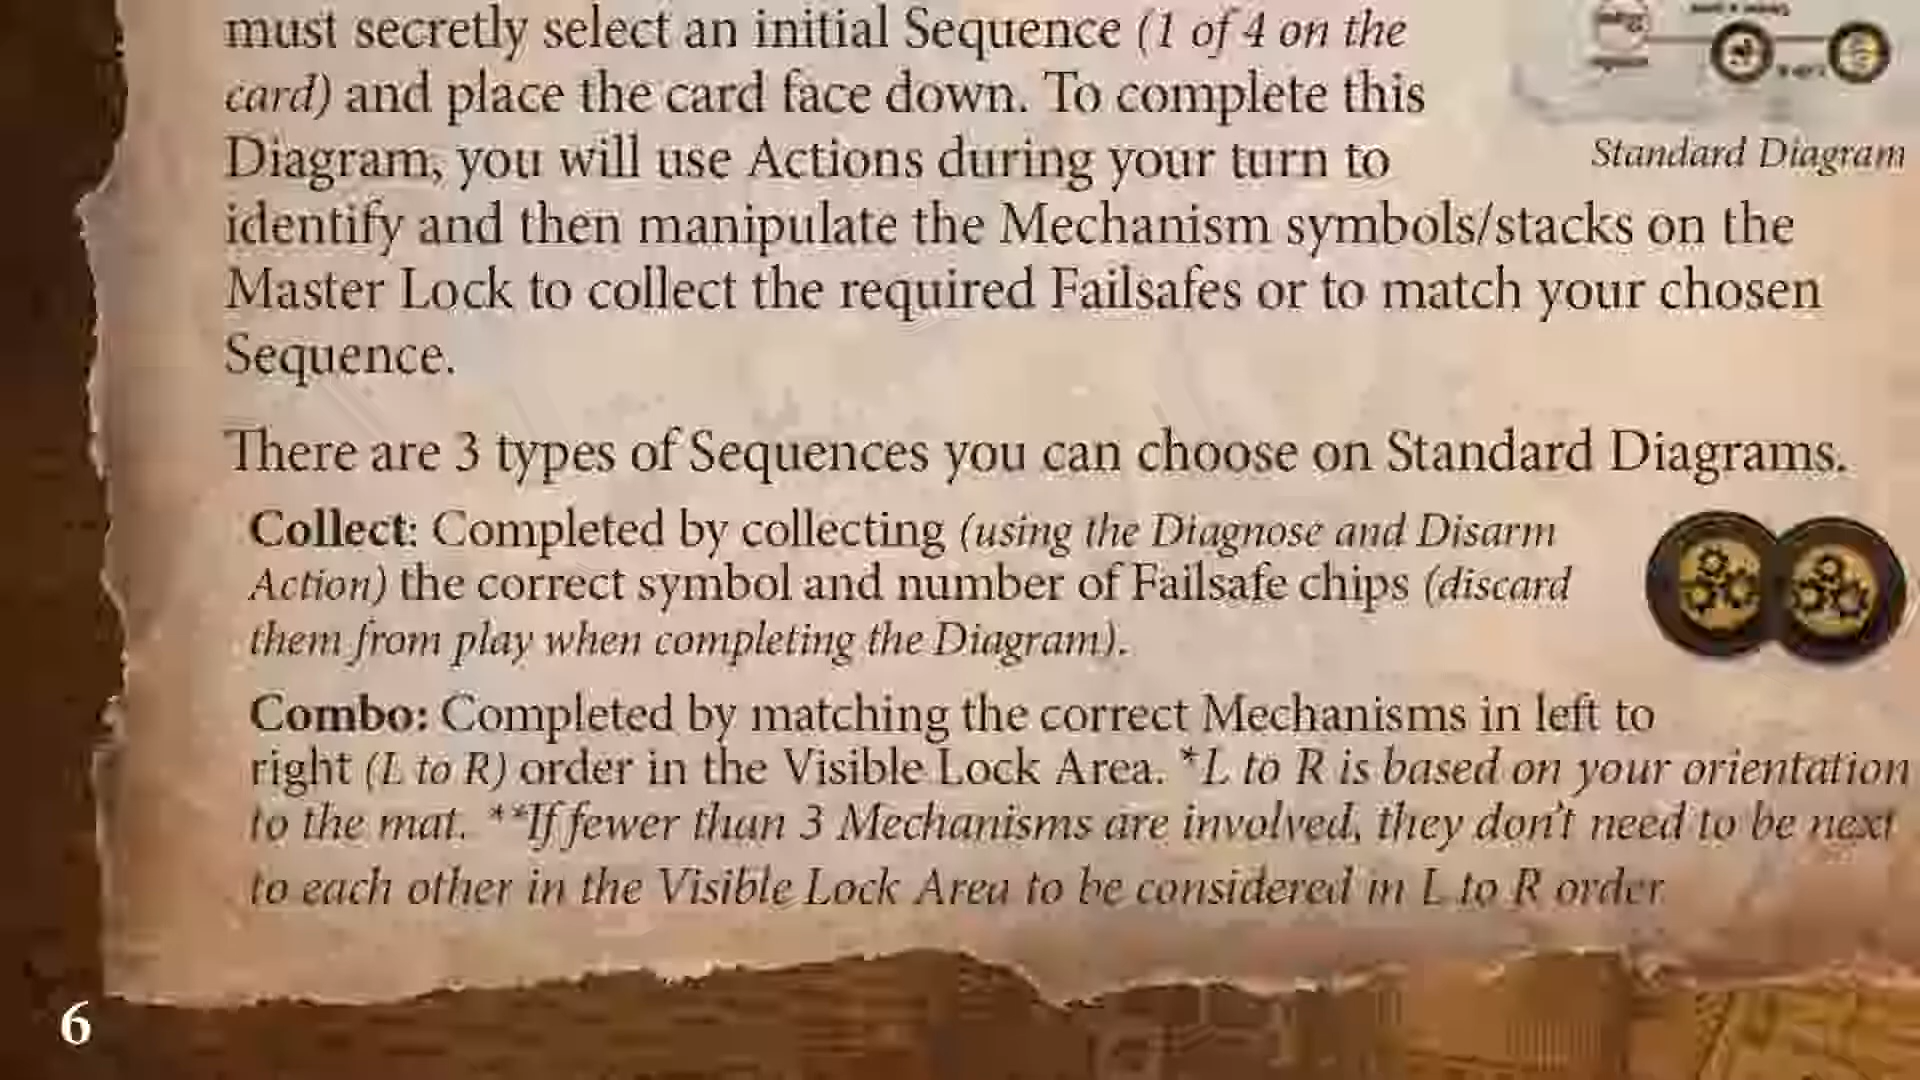 must secretly select an initial Sequence (1 of 4 on the
card) and place the card face down. To complete this
Diagram, you will use Actions during your turn to
Standard Diagram
identify and then manipulate the Mechanism symbols/stacks on the
Master Lock to collect the required Failsafes or to match your chosen
Sequence.
There are 3 types of Sequences you can choose on Standard Diagrams.
Collect: Completed by collecting (using the Diagnose and Disarm
Action) the correct symbol and number of Failsafe chips (discard
them from play when completing the Diagram).
Combo: Completed by matching the correct Mechanisms in left to
right (L to R) order in the Visible Lock Area. *L to R is based on your orientation
to the mat. **If fewer than 3 Mechanisms are involved, they don't need to be next
to each other in the Visible Lock Area to be considered in L to R order
6